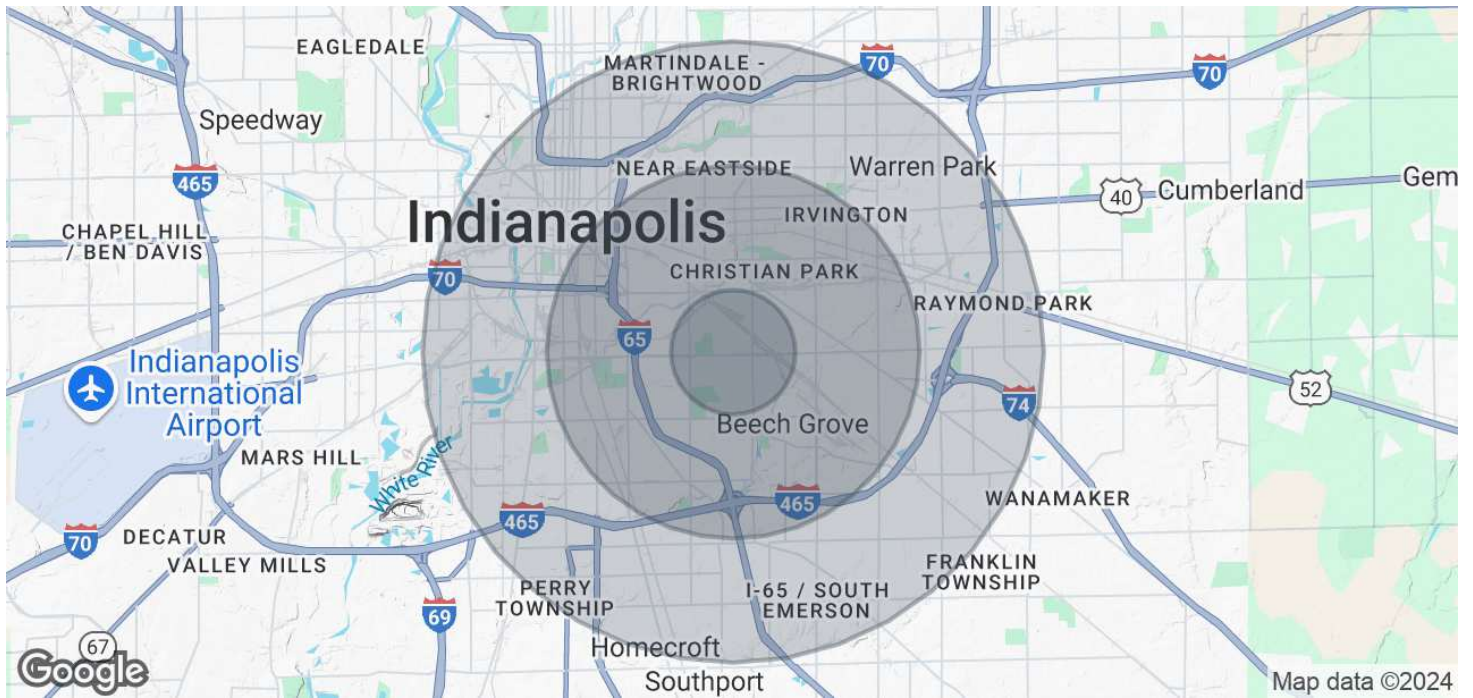 EAGLEDALE
MARTINDALE -
BRIGHTWOOD
70
70
Speedway
465
NEAR EASTSIDE
Warren Park
40
Cumberland
Gem
Indianapolis
IRVINGTON
CHAPEL HILL
/ BEN DAVIS
70
CHRISTIAN PARK
RAYMOND PARK
65
Indianapolis
International
Airport
52
74
Beech Grove
MARS HILL
White River
465
465
WANAMAKER
70
DECATUR
VALLEY MILLS
PERRY
TOWNSHIP
I-65 / SOUTH
EMERSON
FRANKLIN
TOWNSHIP
69
67
Homecroft
Southport
Google
Map data ©2024